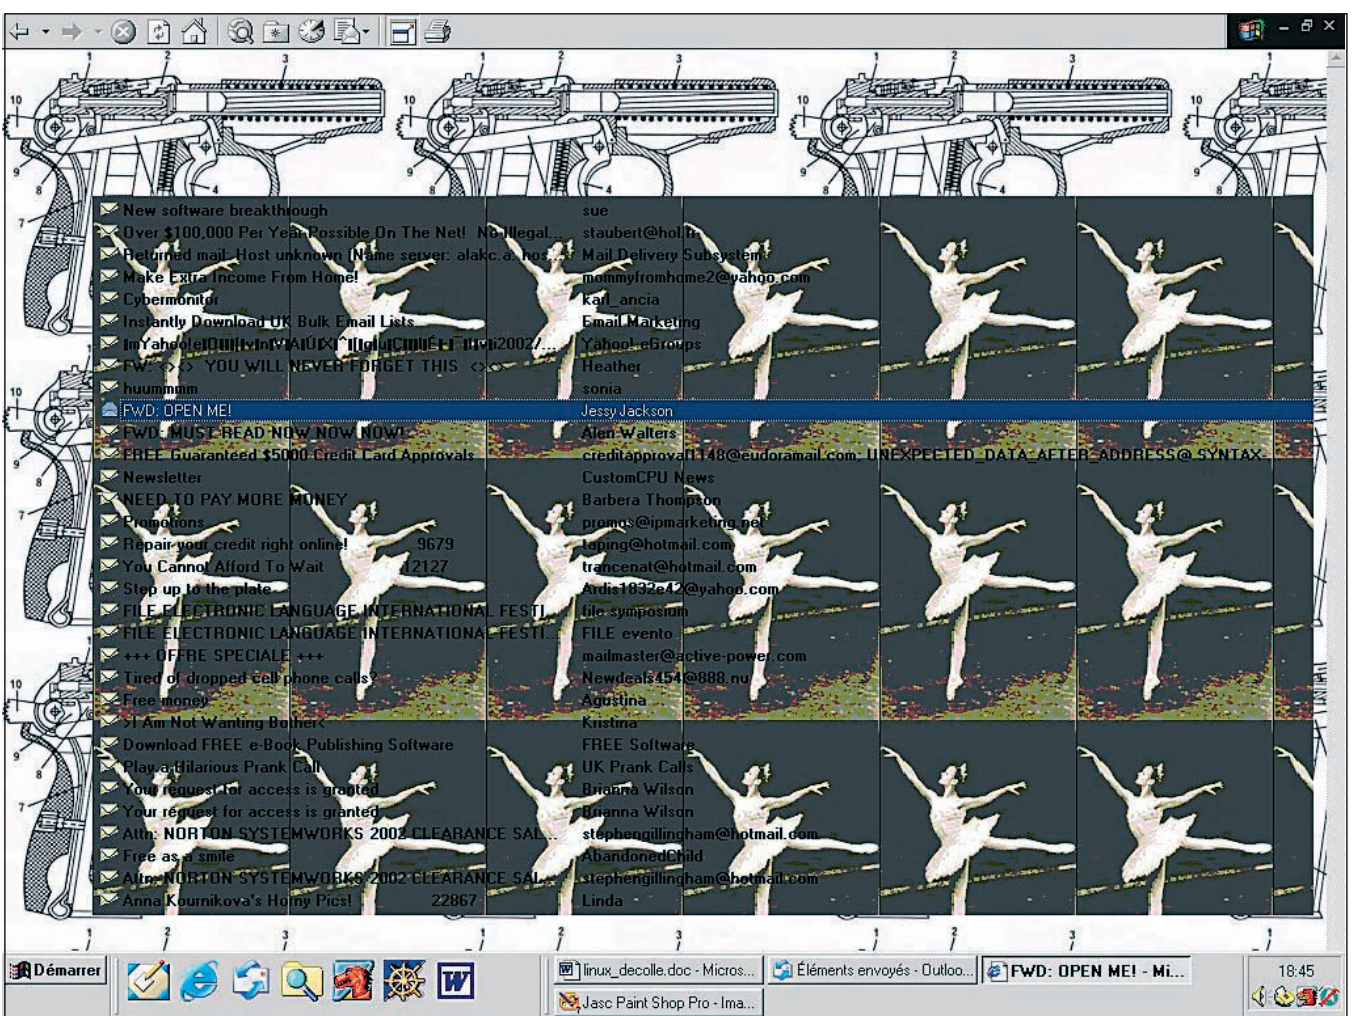 New software breakthrough sue
Over $100,000 Per Year Possible On The Net! No Illegal... staubert@hol.fr
Returned mail: Host unknown (Name server: alakc.a. hos... Mail Delivery Subsystem
Make Extra Income From Home! mommyfromhome2@yahoo.com
Cybermonitor karl_ancia
Instantly Download UK Bulk Email Lists Email Marketing
Yahoo! eGroups
FW: <><> YOU WILL NEVER FORGET THIS <><> Heather
huummmm sonia
FWD: OPEN ME! Jessy Jackson
FWD: MUST READ NOW NOW NOW! Alen Walters
FREE Guaranteed $5000 Credit Card Approvals creditapproval1148@eudoramail.com; UNEXPECTED_DATA_AFTER_ADDRESS@.SYNTAX-
Newsletter CustomCPU News
NEED TO PAY MORE MONEY Barbera Thompson
Promotions promos@ipmarketing.net
Repair your credit right online! 9679 taping@hotmail.com
You Cannot Afford To Wait 12127 trancenat@hotmail.com
Step up to the plate Ardis1832e42@yahoo.com
FILE ELECTRONIC LANGUAGE INTERNATIONAL FESTI... file symposium
FILE ELECTRONIC LANGUAGE INTERNATIONAL FESTI... FILE evento
+++ OFFRE SPECIALE +++ mailmaster@active-power.com
Tired of dropped cell phone calls? Newdeals454@888.nu
Free money Agustina
>I Am Not Wanting Bother< Kristina
Download FREE e-Book Publishing Software FREE Software
Play a Hilarious Prank Call UK Prank Calls
Your request for access is granted Brianna Wilson
Your request for access is granted Brianna Wilson
Attn: NORTON SYSTEMWORKS 2002 CLEARANCE SAL... stephengillingham@hotmail.com
Free as a smile AbandonedChild
Attn: NORTON SYSTEMWORKS 2002 CLEARANCE SAL... stephengillingham@hotmail.com
Anna Kournikova's Horny Pics! 22867 Linda
Démarrer
linux_decolle.doc - Micros... Éléments envoyés - Outloo... FWD: OPEN ME! - Mi... 18:45
Jasc Paint Shop Pro - Ima...